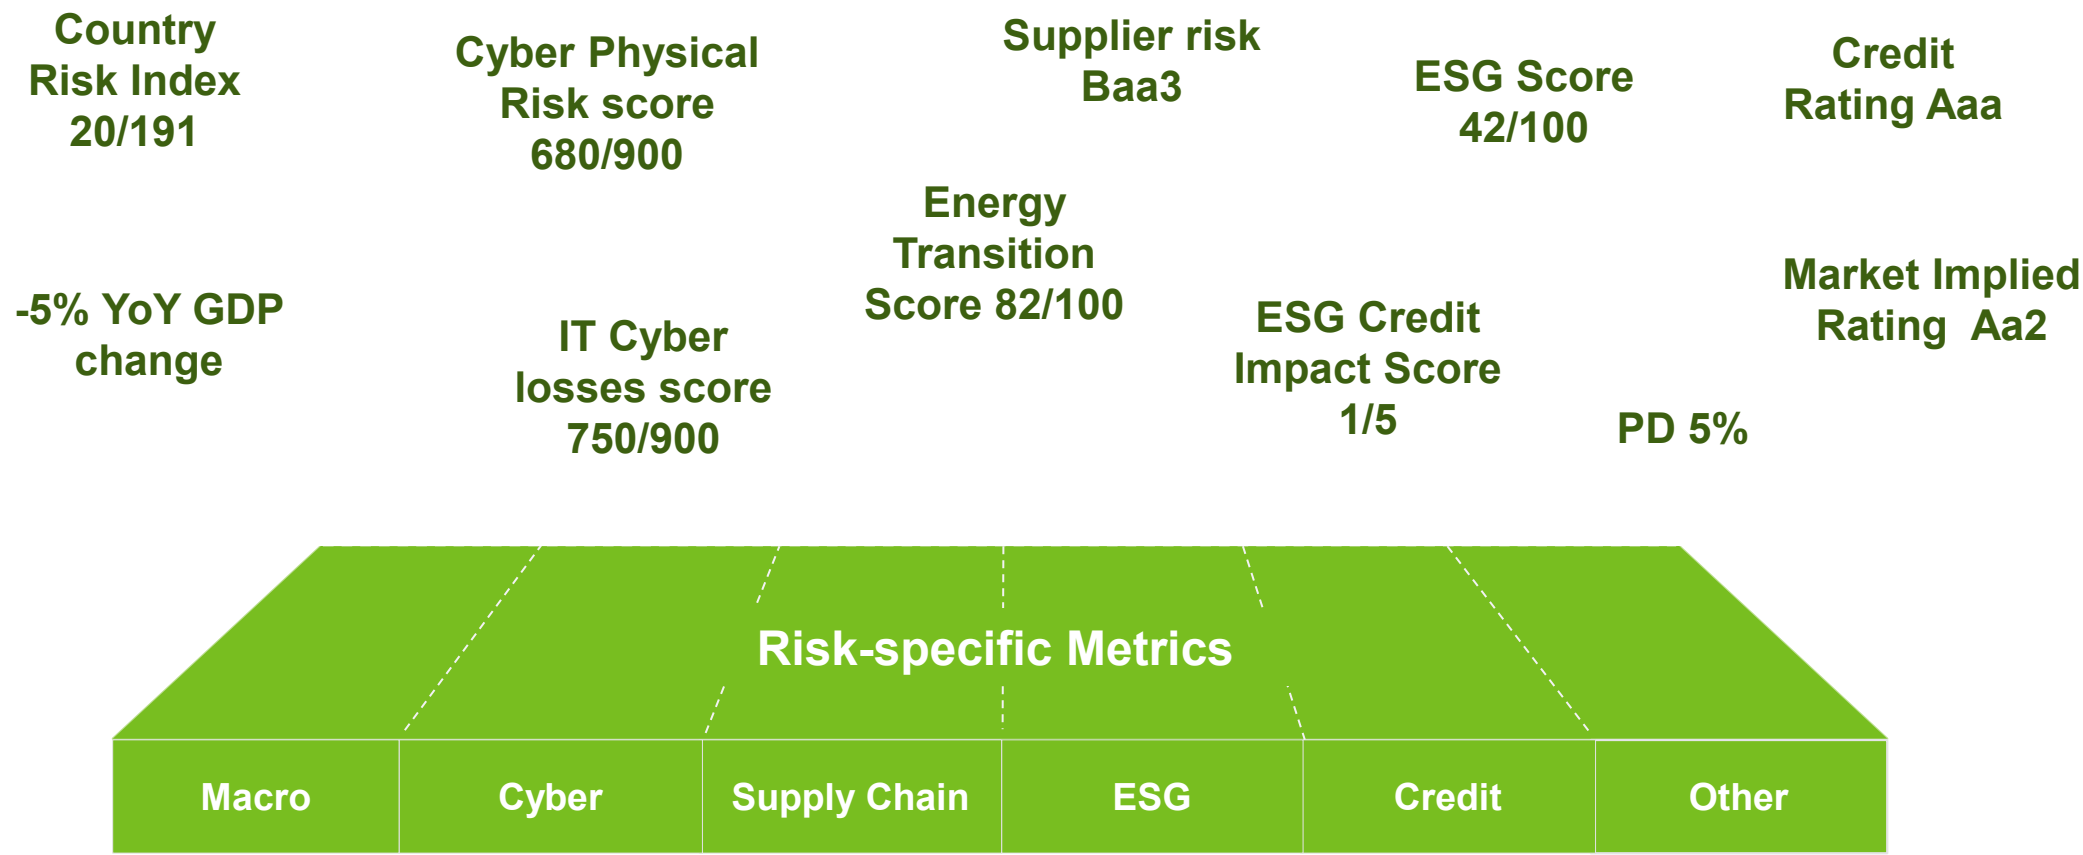 Country
Risk Index
20/191
Cyber Physical
Risk score
680/900
Supplier risk
Baa3
ESG Score
42/100
Credit
Rating Aaa
Energy
Transition
Score 82/100
-5% YoY GDP
change
IT Cyber
losses score
750/900
ESG Credit
Impact Score
1/5
Market Implied
Rating  Aa2
PD 5%
Risk-specific Metrics
Macro
Cyber
Supply Chain
ESG
Credit
Other